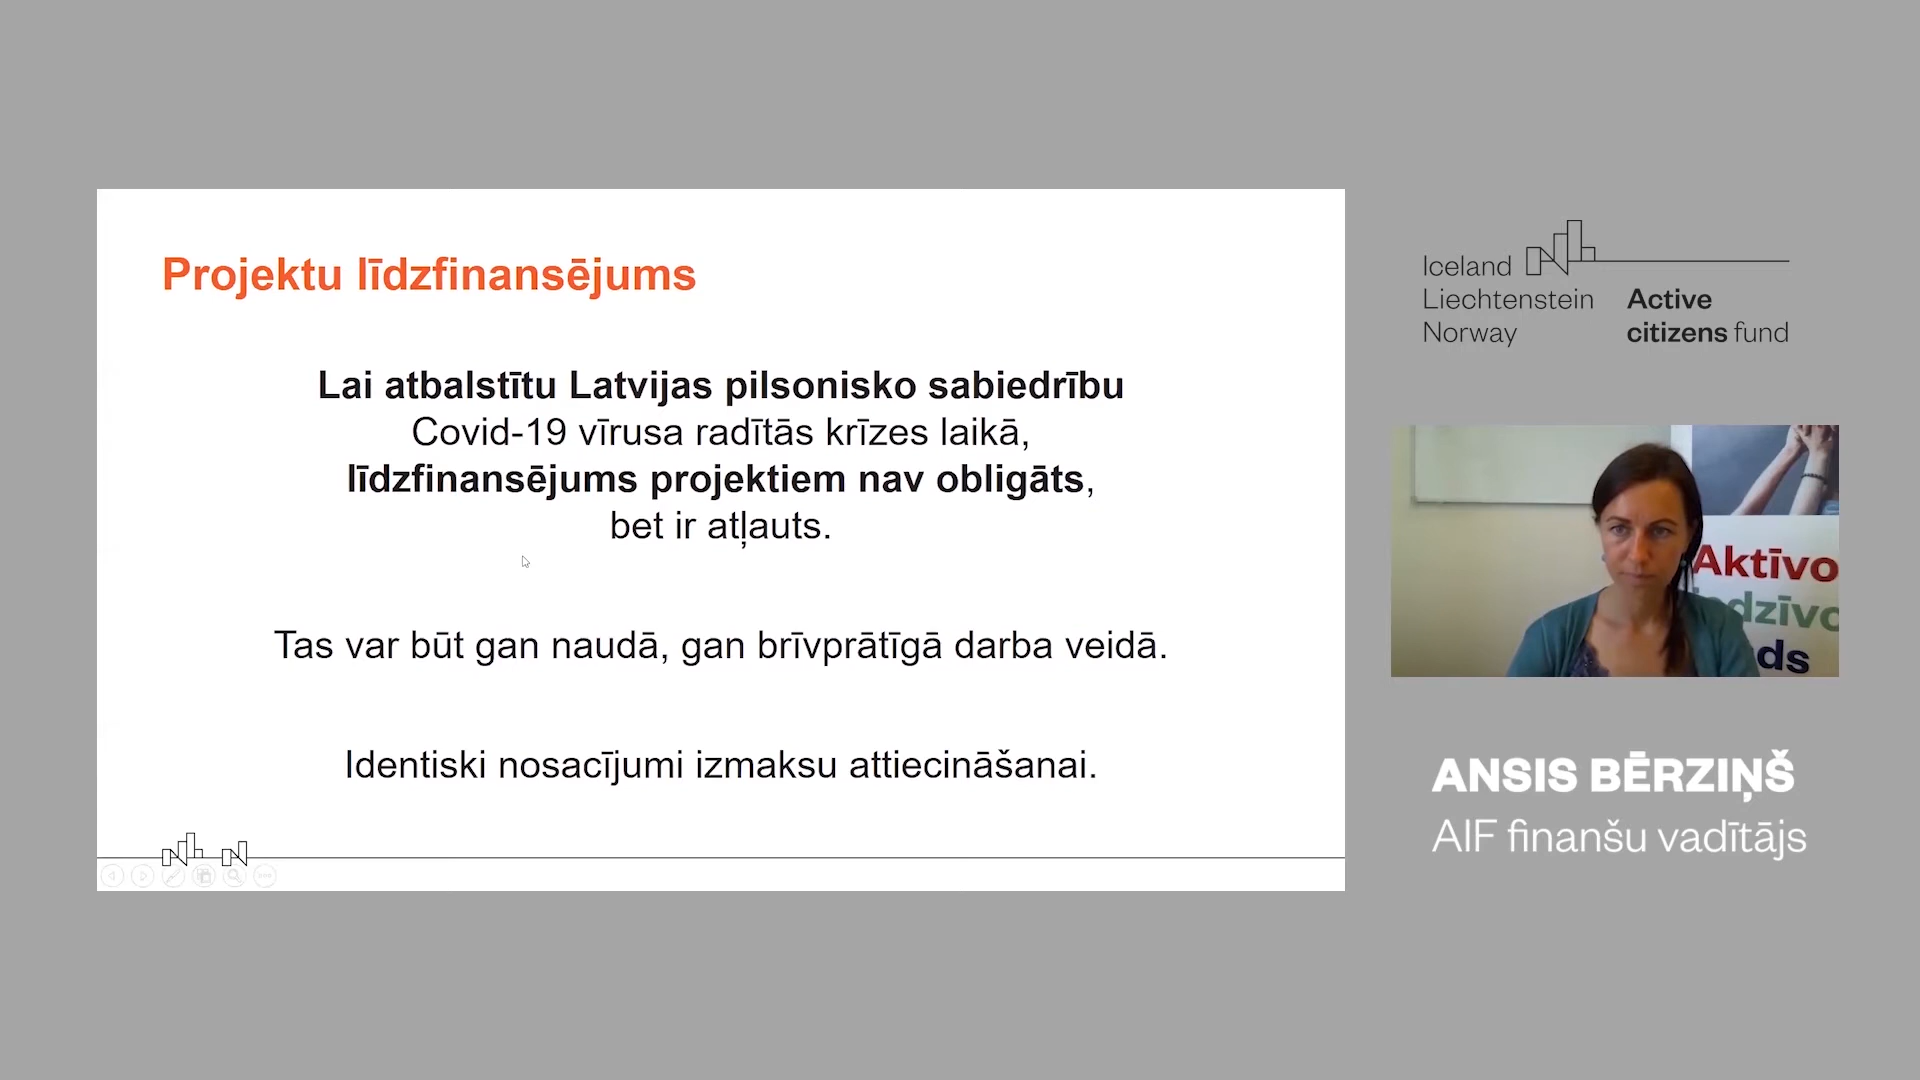 Projektu līdzfinansējums
Lai atbalstītu Latvijas pilsonisko sabiedrību
Covid-19 vīrusa radītās krīzes laikā,
līdzfinansējums projektiem nav obligāts,
bet ir atļauts.
Tas var būt gan naudā, gan brīvprātīgā darba veidā.
Identiski nosacījumi izmaksu attiecināšanai.
Iceland
Liechtenstein Active
Norway citizens fund
Aktīvo
edzīvo
ds
ANSIS BĒRZIŅŠ
AIF finanšu vadītājs